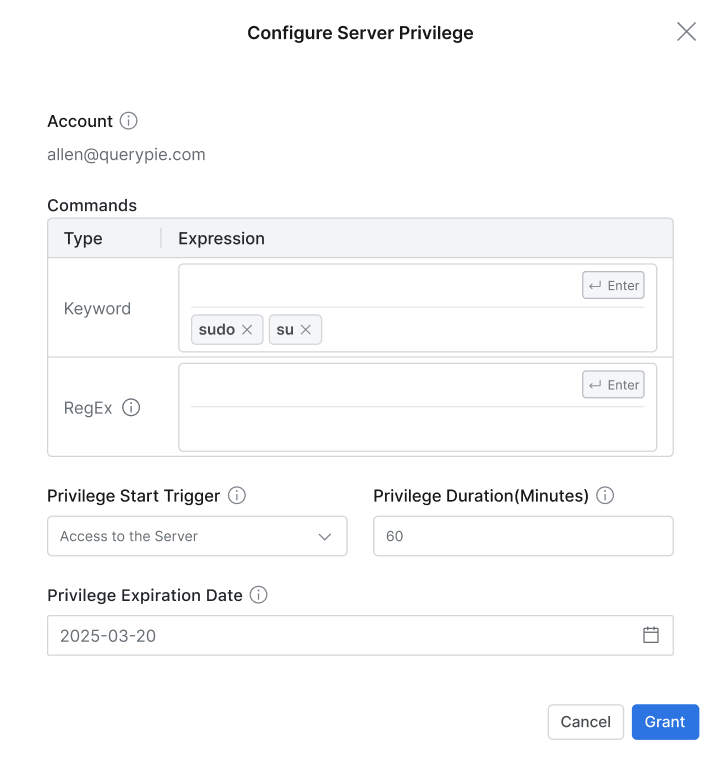 Configure Server Privilege
Account
allen@querypie.com
Commands
Type Expression
Enter
Keyword
sudo su
Enter
RegEx
Privilege Start Trigger Privilege Duration(Minutes)
Access to the Server 60
Privilege Expiration Date
2025-03-20
Cancel Grant